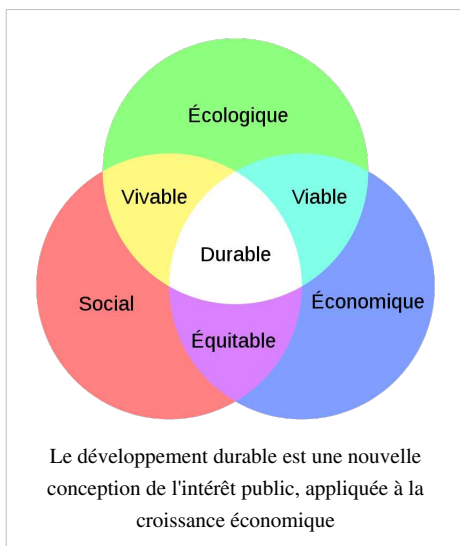 Écologique
Vivable
Viable
Durable
Social
Économique
Équitable
Le développement durable est une nouvelle
conception de l'intérêt public, appliquée à la
croissance économique